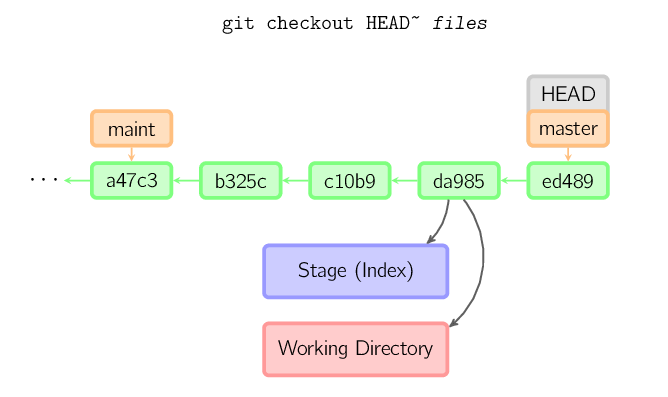 git checkout HEAD~ files
HEAD
maint
master
... a47c3 b325c c10b9 da985 ed489
Stage (Index)
Working Directory